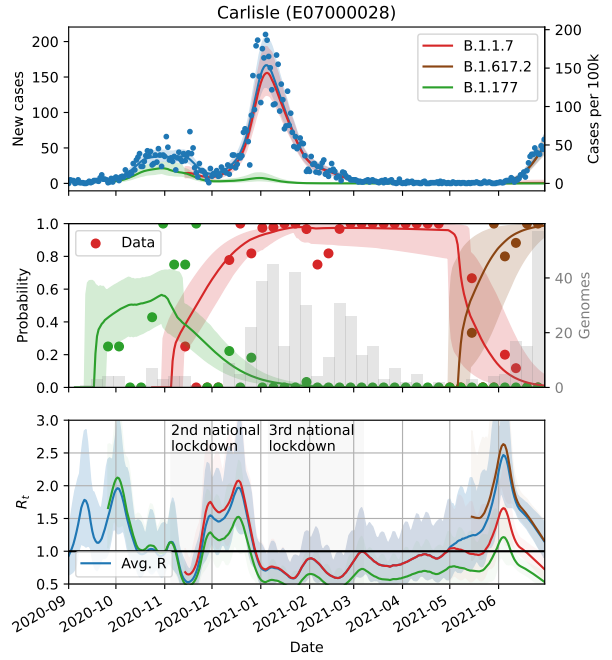 Carlisle (E07000028)
New cases
200
150
100
50
0
B.1.1.7
B.1.617.2
B.1.177
200
150
100
50
0
Cases per 100k
Probability
1.0
0.8
0.6
0.4
0.2
0.0
Data
40
20
0
Genomes
R_t
3.0
2.5
2.0
1.5
1.0
0.5
2nd national
lockdown
3rd national
lockdown
Avg. R
2020-09
2020-10
2020-11
2020-12
2021-01
2021-02
2021-03
2021-04
2021-05
2021-06
Date